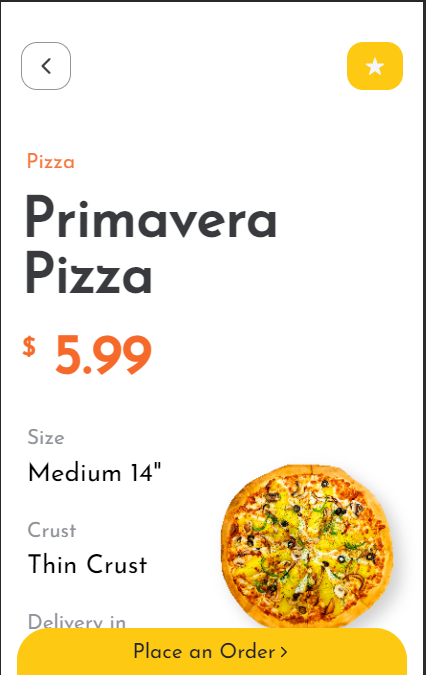 Pizza
Primavera
Pizza
$ 5.99
Size
Medium 14"
Crust
Thin Crust
Delivery in
Place an Order